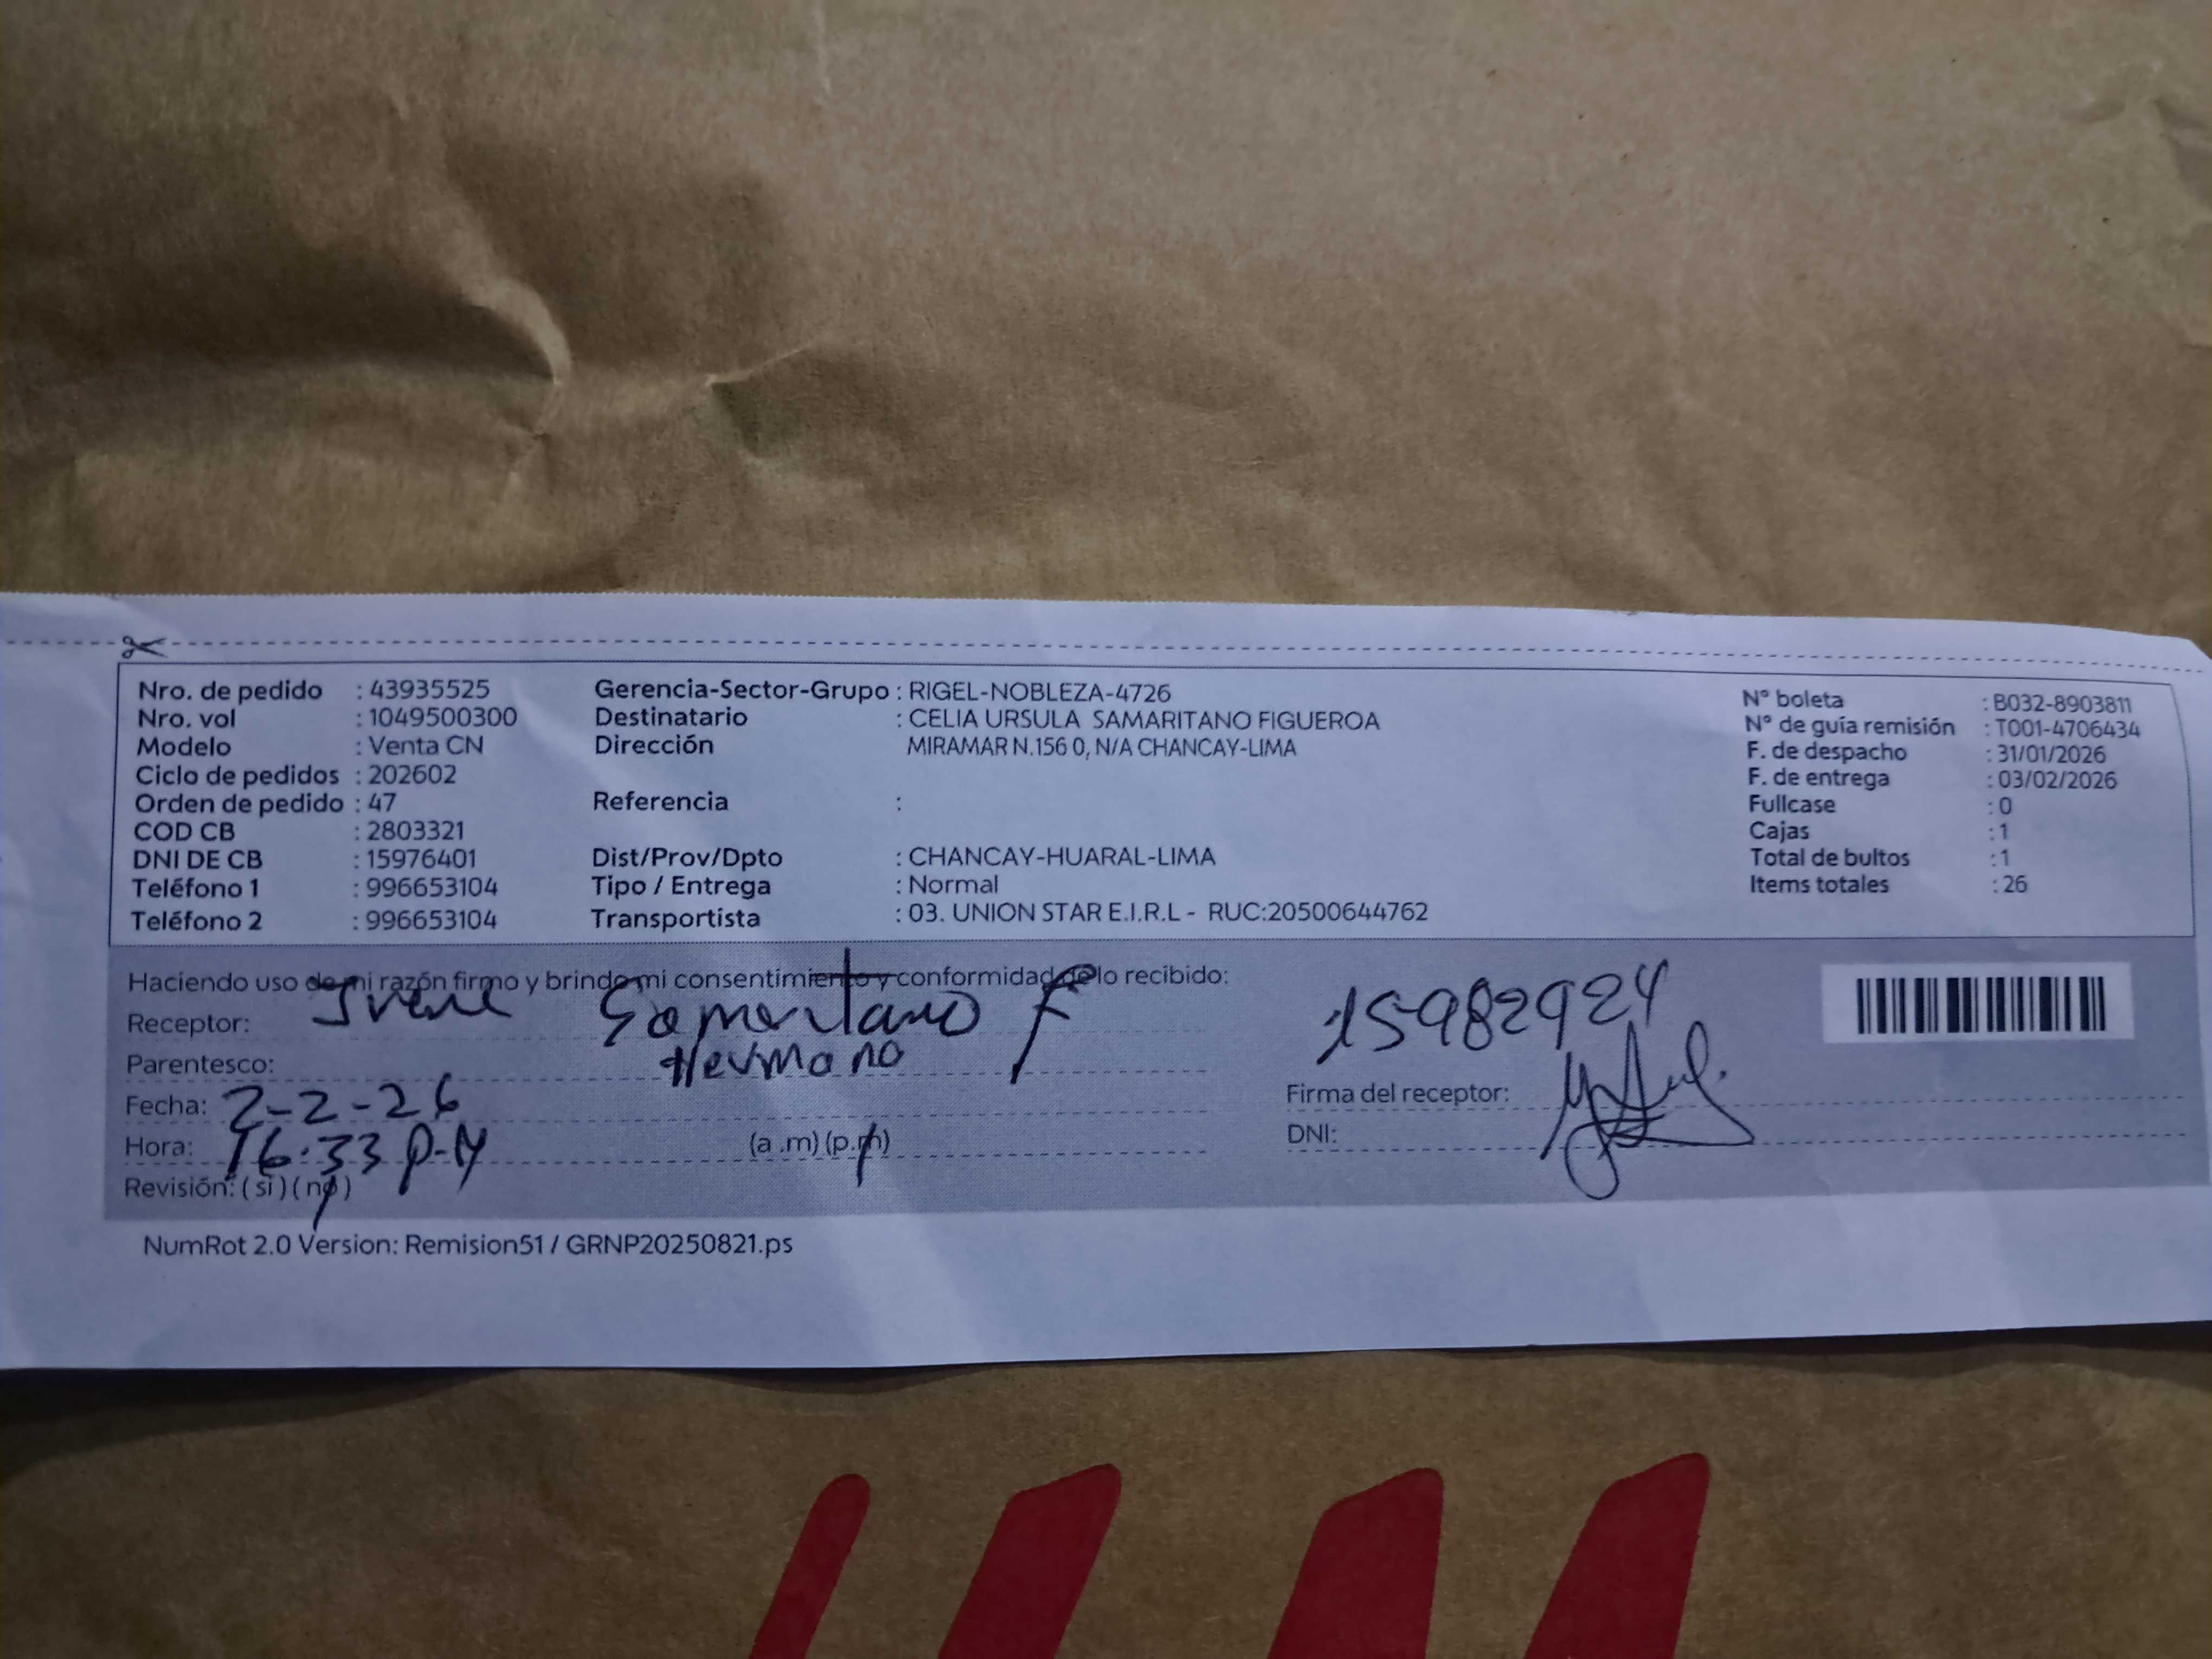 Nro. de pedido : 43935525
Nro. vol : 1049500300
Modelo : Venta CN
Ciclo de pedidos : 202602
Orden de pedido : 47
COD CB : 2803321
DNI DE CB : 15976401
Teléfono 1 : 996653104
Teléfono 2 : 996653104
Gerencia-Sector-Grupo : RIGEL-NOBLEZA-4726
Destinatario : CELIA URSULA SAMARITANO FIGUEROA
Dirección MIRAMAR N.156 0, N/A CHANCAY-LIMA
Referencia :
Dist/Prov/Dpto : CHANCAY-HUARAL-LIMA
Tipo / Entrega : Normal
Transportista : 03. UNION STAR E.I.R.L - RUC:20500644762
N° boleta : B032-8903811
N° de guía remisión : T001-4706434
F. de despacho : 31/01/2026
F. de entrega : 03/02/2026
Fullcase : 0
Cajas : 1
Total de bultos : 1
Items totales : 26
Haciendo uso de mi razón firmo y brindo mi consentimiento y conformidad de lo recibido:
Receptor: Irene F
Parentesco: Hermano
Fecha: 2-2-26
Hora: 16:33 P.M (a .m) (p.m)
Revisión: ( si ) ( no )
15982924
Firma del receptor:
DNI:
NumRot 2.0 Version: Remision51 / GRNP20250821.ps